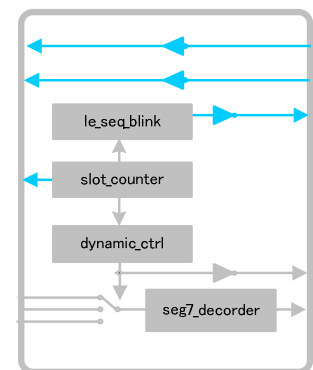 le_seq_blink
slot_counter
dynamic_ctrl
seg7_decorder